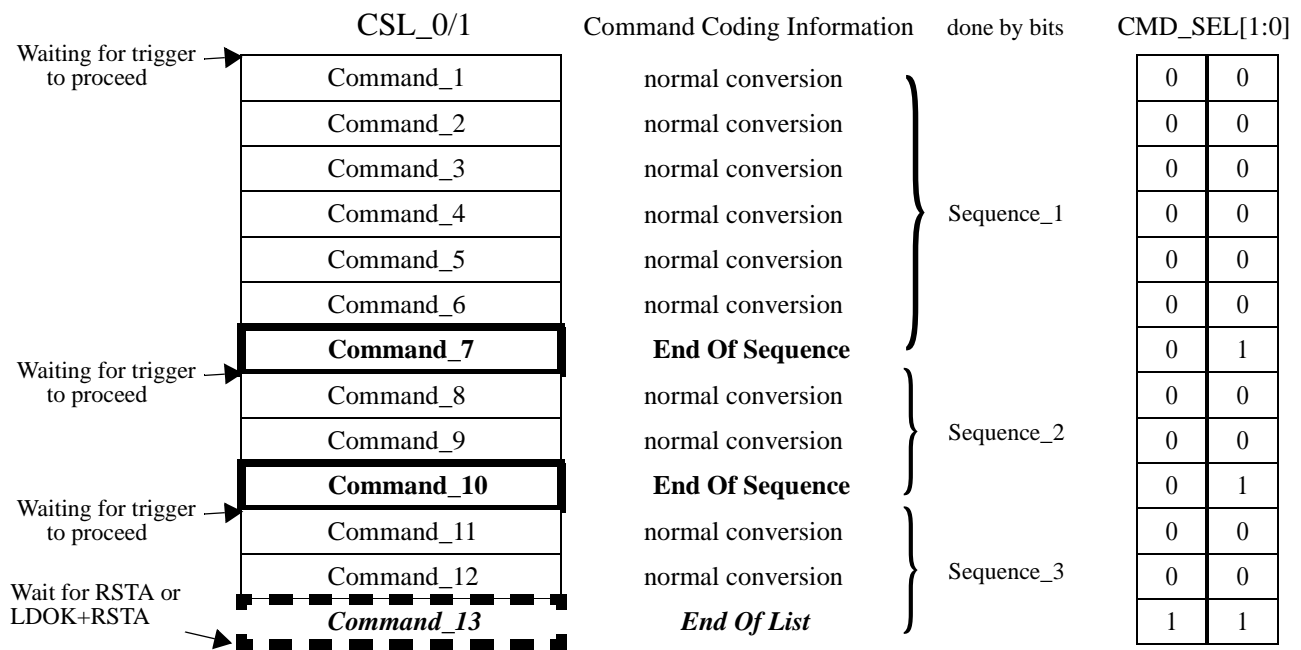 CSL_0/1 Command Coding Information done by bits CMD_SEL[1:0]
Waiting for trigger
to proceed
Command_1 normal conversion 0 0
Command_2 normal conversion 0 0
Command_3 normal conversion 0 0
Command_4 normal conversion Sequence_1 0 0
Command_5 normal conversion 0 0
Command_6 normal conversion 0 0
Command_7 End Of Sequence 0 1
Waiting for trigger
to proceed
Command_8 normal conversion 0 0
Command_9 normal conversion Sequence_2 0 0
Command_10 End Of Sequence 0 1
Waiting for trigger
to proceed
Command_11 normal conversion 0 0
Command_12 normal conversion Sequence_3 0 0
Wait for RSTA or
LDOK+RSTA
Command_13 End Of List 1 1